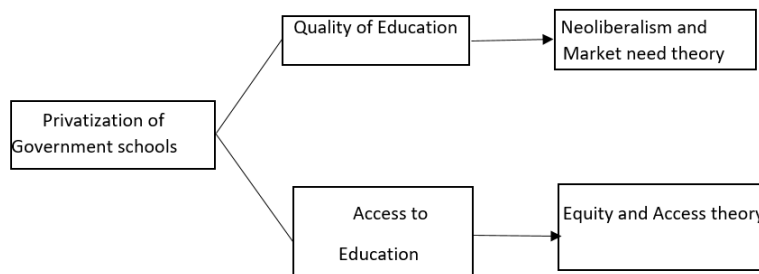 Quality of Education
Neoliberalism and
Market need theory
Privatization of
Government schools
Access to
Education
Equity and Access theory